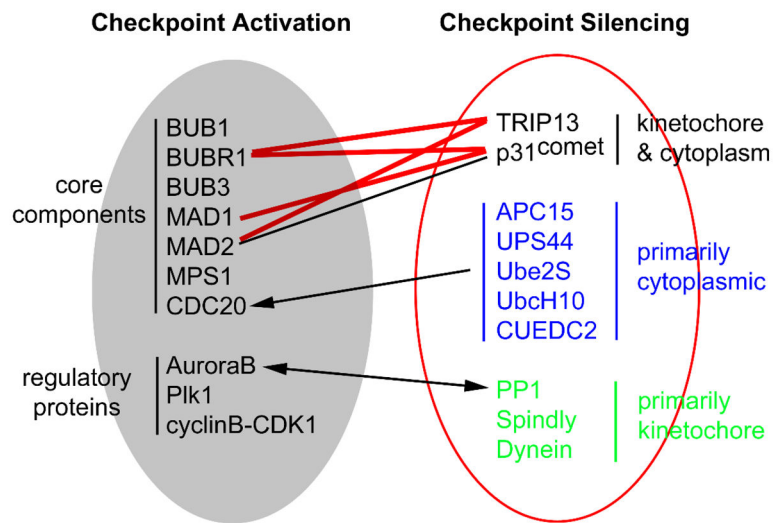 Checkpoint Activation
Checkpoint Silencing
core
components
BUB1
BUBR1
BUB3
MAD1
MAD2
MPS1
CDC20
regulatory
proteins
AuroraB
Plk1
cyclinB-CDK1
TRIP13
p31comet
kinetochore
& cytoplasm
APC15
UPS44
Ube2S
UbcH10
CUEDC2
primarily
cytoplasmic
PP1
Spindly
Dynein
primarily
kinetochore